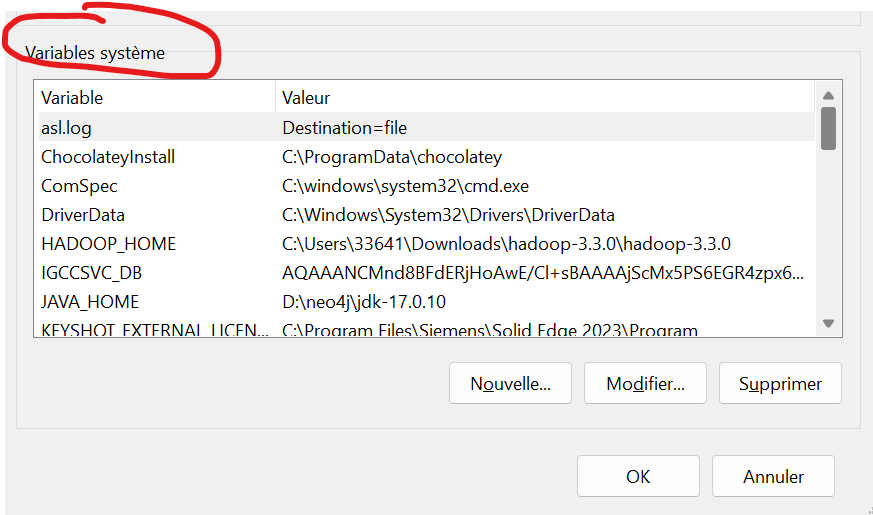 Variables système
Variable Valeur
asl.log Destination=file
ChocolateyInstall C:\ProgramData\chocolatey
ComSpec C:\windows\system32\cmd.exe
DriverData C:\Windows\System32\Drivers\DriverData
HADOOP_HOME C:\Users\33641\Downloads\hadoop-3.3.0\hadoop-3.3.0
IGCCSVC_DB AQAAANCMnd8BFdERjHoAwE/Cl+sBAAAAjScMx5PS6EGR4zpx6...
JAVA_HOME D:\neo4j\jdk-17.0.10
KEYSHOT_EXTERNAL_LICEN... C:\Program Files\Siemens\Solid Edge 2023\Program
Nouvelle... Modifier... Supprimer
OK Annuler